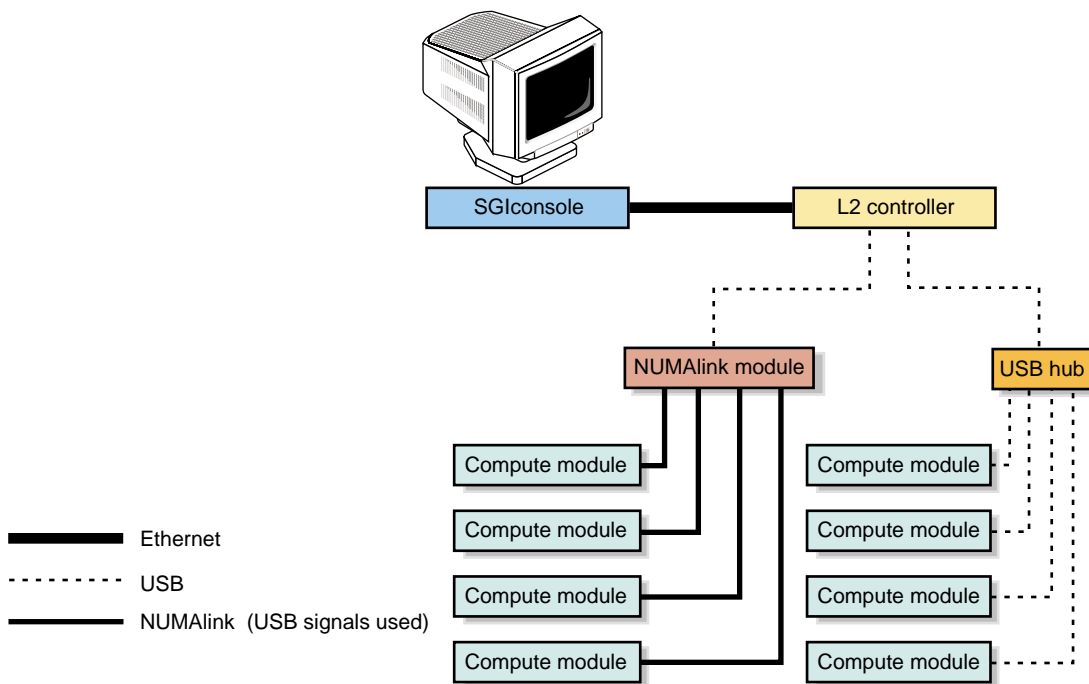 SGIconsole
L2 controller
NUMAlink module
USB hub
Compute module
Compute module
Compute module
Compute module
Compute module
Compute module
Compute module
Compute module
Ethernet
USB
NUMAlink (USB signals used)